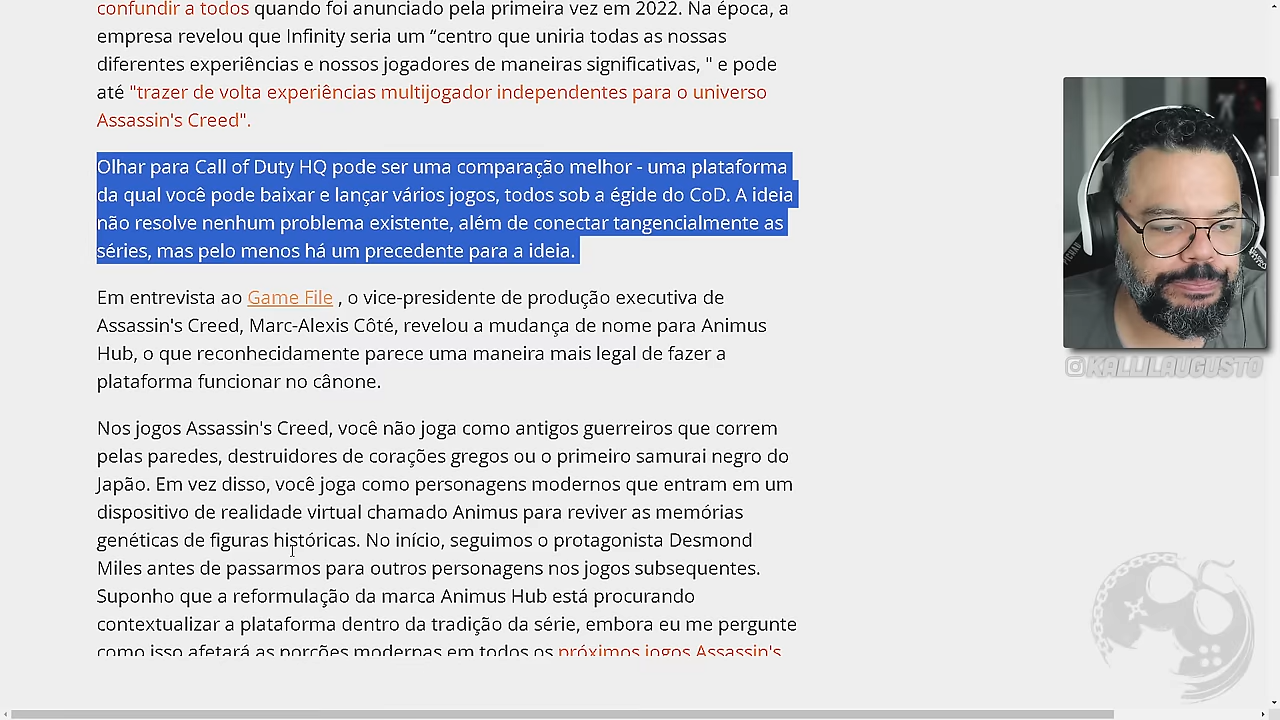 confundir a todos quando foi anunciado pela primeira vez em 2022. Na época, a
empresa revelou que Infinity seria um “centro que uniria todas as nossas
diferentes experiências e nossos jogadores de maneiras significativas, " e pode
até "trazer de volta experiências multijogador independentes para o universo
Assassin's Creed".
Olhar para Call of Duty HQ pode ser uma comparação melhor - uma plataforma
da qual você pode baixar e lançar vários jogos, todos sob a égide do CoD. A ideia
não resolve nenhum problema existente, além de conectar tangencialmente as
séries, mas pelo menos há um precedente para a ideia.
Em entrevista ao Game File , o vice-presidente de produção executiva de
Assassin's Creed, Marc-Alexis Côté, revelou a mudança de nome para Animus
Hub, o que reconhecidamente parece uma maneira mais legal de fazer a
plataforma funcionar no cânone.
Nos jogos Assassin's Creed, você não joga como antigos guerreiros que correm
pelas paredes, destruidores de corações gregos ou o primeiro samurai negro do
Japão. Em vez disso, você joga como personagens modernos que entram em um
dispositivo de realidade virtual chamado Animus para reviver as memórias
genéticas de figuras históricas. No início, seguimos o protagonista Desmond
Miles antes de passarmos para outros personagens nos jogos subsequentes.
Suponho que a reformulação da marca Animus Hub está procurando
contextualizar a plataforma dentro da tradição da série, embora eu me pergunte
como isso afetará as porções modernas em todos os próximos jogos Assassin's
@KALLILAUGUSTO